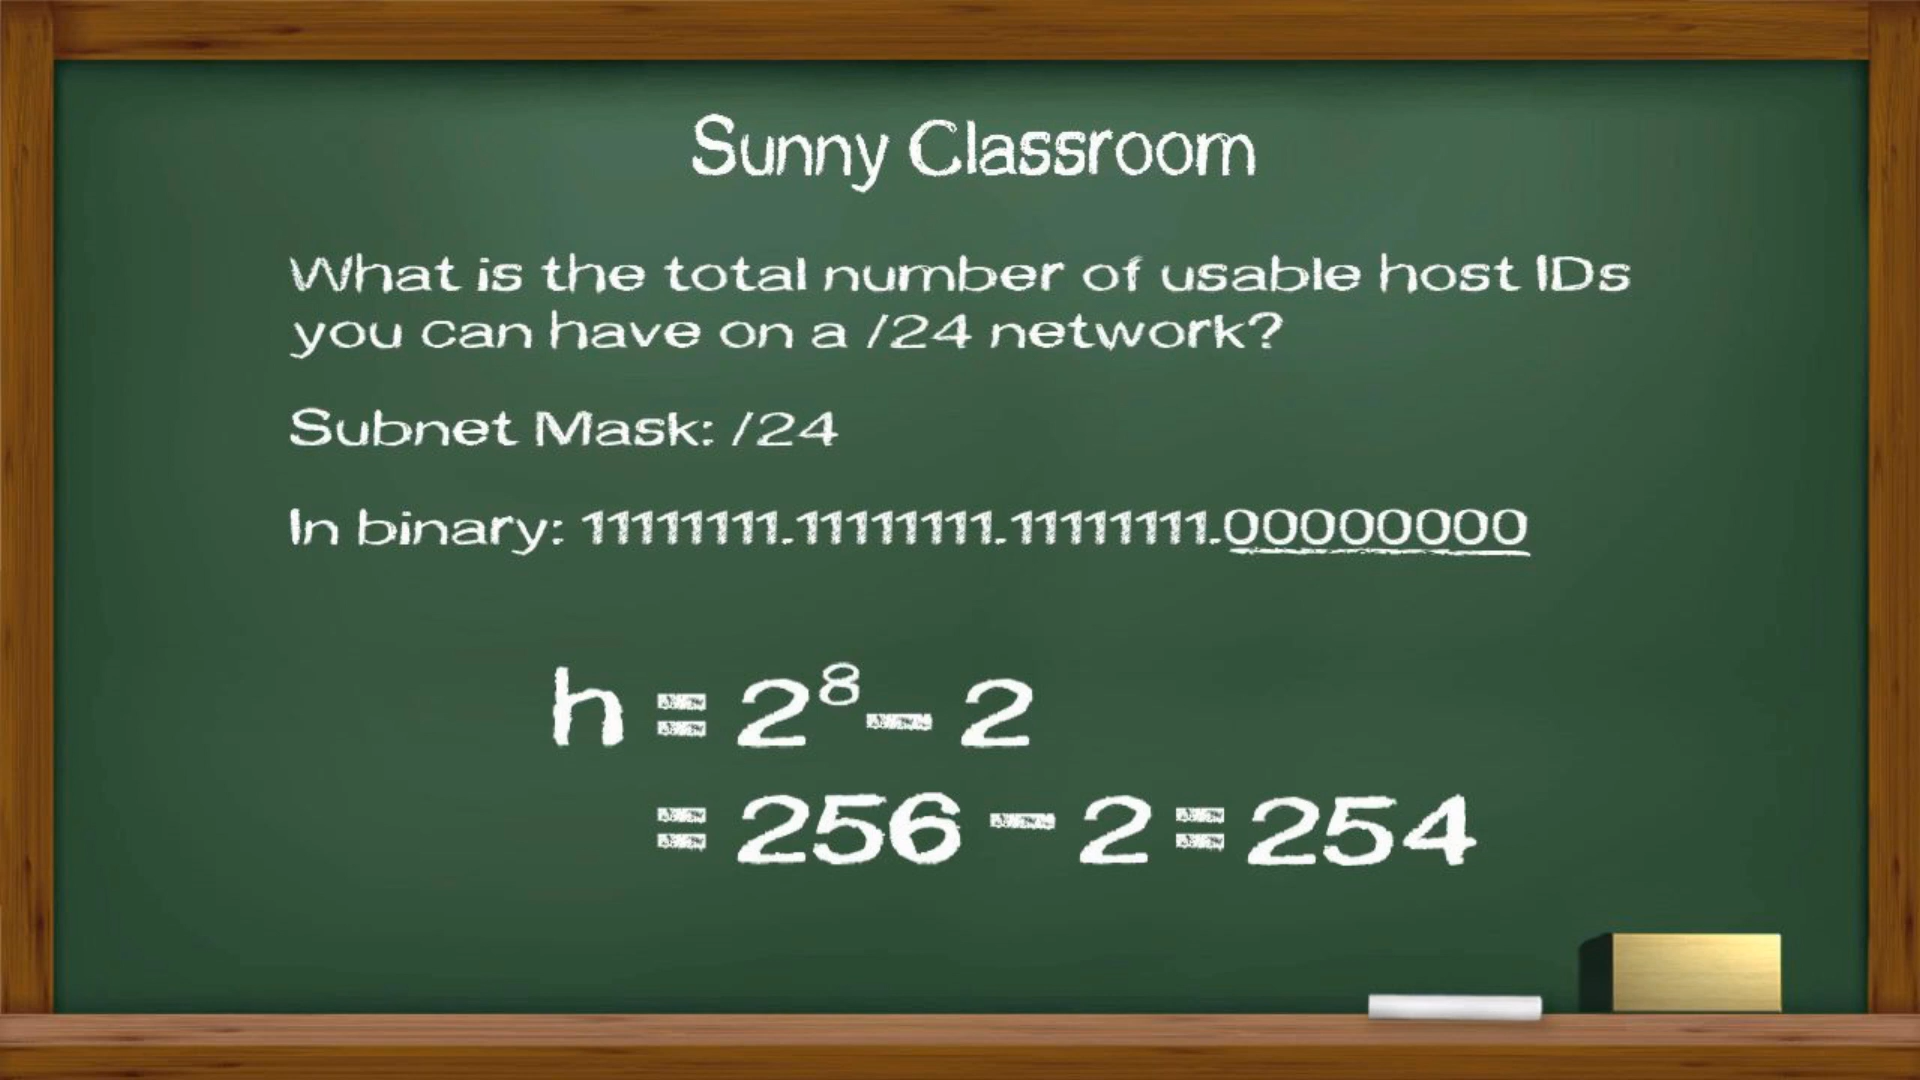 Sunny Classroom
What is the total number of usable host IDs
you can have on a /24 network?
Subnet Mask: /24
In binary: 11111111.11111111.11111111.00000000
h = 2⁸ – 2
= 256 – 2 = 254